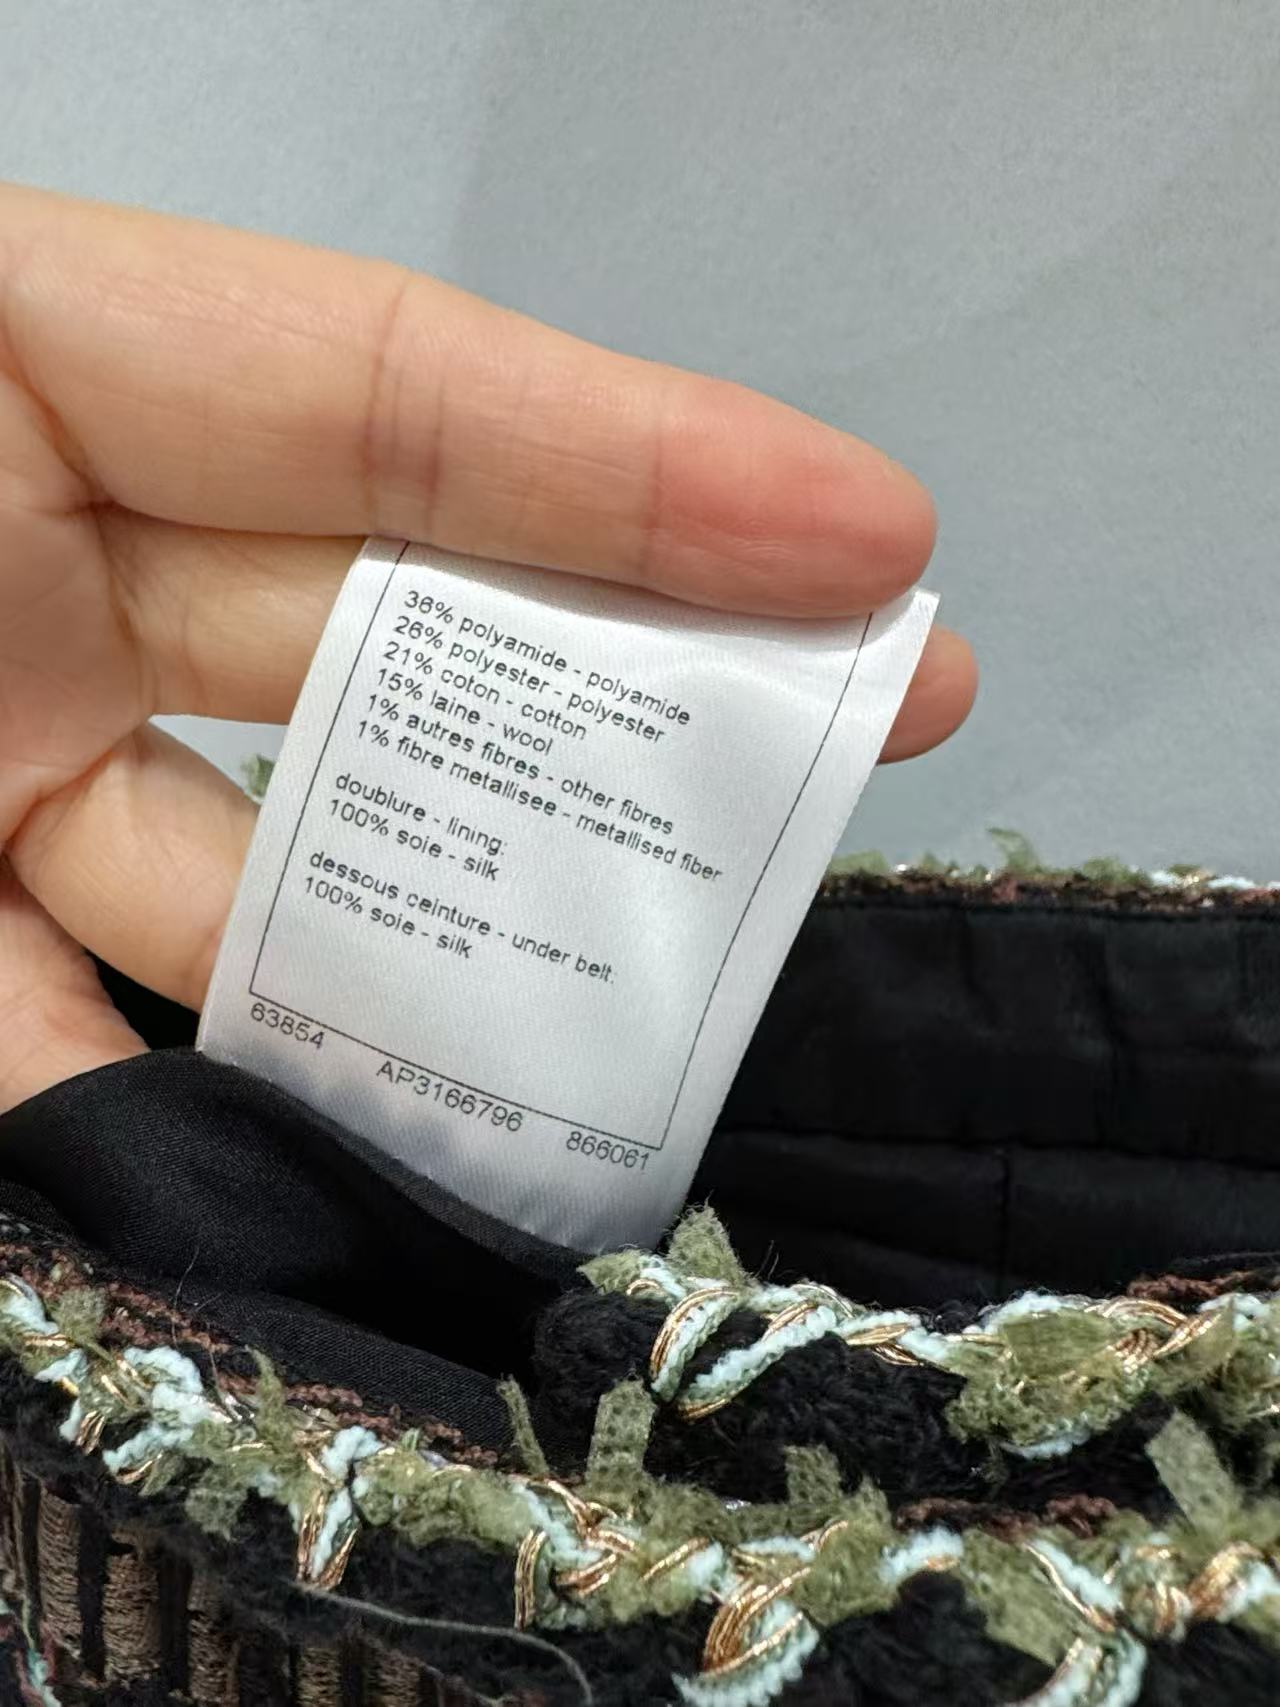 36% polyamide - polyamide
26% polyester - polyester
21% coton - cotton
15% laine - wool
1% autres fibres - other fibres
1% fibre metallisee - metallised fiber
doublure - lining:
100% soie - silk
dessous ceinture - under belt:
100% soie - silk
63854 AP3166796 866061